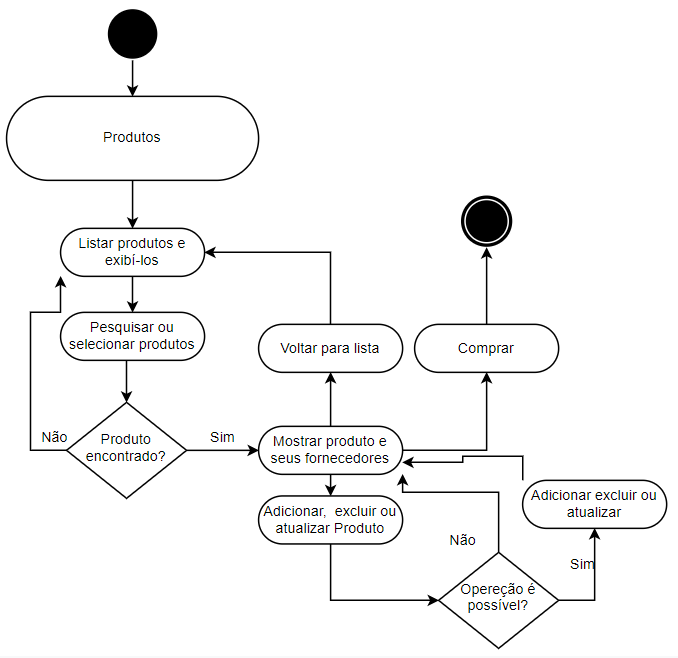 Produtos
Listar produtos e
exibí-los
Pesquisar ou
selecionar produtos
Voltar para lista
Comprar
Não
Produto
encontrado?
Sim
Mostrar produto e
seus fornecedores
Adicionar,  excluir ou
atualizar Produto
Adicionar excluir ou
atualizar
Não
Opereção é
possível?
Sim